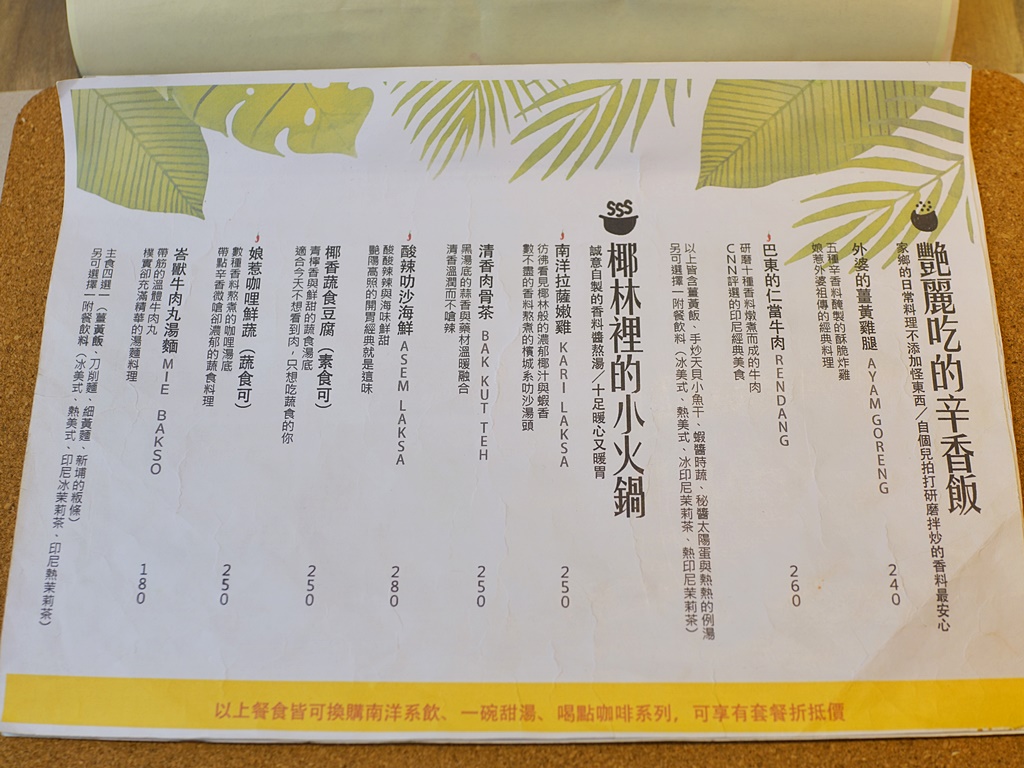 艷麗吃的辛香飯
家鄉的日常料理不添加怪東西/自個兒拍打研磨拌炒的香料最安心
外婆的薑黃雞腿 AYAM GORENG 240
五種辛香料醃製的酥脆炸雞
娘惹外婆祖傳的經典料理
巴東的仁當牛肉 RENDANG 260
研磨十種香料燉煮而成的牛肉
CNN評選的印尼經典美食
以上皆含薑黃飯、手炒天貝小魚干、蝦醬時蔬、秘醬太陽蛋與熱熱的例湯
另可選擇一附餐飲料(冰美式、熱美式、冰印尼茉莉茶、熱印尼茉莉茶)
椰林裡的小火鍋
誠意自製的香料醬熬湯/十足暖心又暖胃
南洋拉薩嫩雞 KARI LAKSA 250
彷彿看見椰林般的濃郁椰汁與蝦香
數不盡的香料熬煮的檳城系叻沙湯頭
清香肉骨茶 BAK KUT TEH 250
黑湯底的蒜香與藥材溫暖融合
清香溫潤而不嗆辣
酸辣叻沙海鮮 ASEM LAKSA 280
酸酸辣辣與海味鮮甜
艷陽高照的開胃經典就是這味
椰香蔬食豆腐(素食可) 250
青檸香與鮮甜的蔬食湯底
適合今天不想看到肉,只想吃蔬食的你
娘惹咖哩鮮蔬(蔬食可) 250
數種香料熬煮的咖哩湯底
帶點辛香微嗆卻濃郁的蔬食料理
峇厭牛肉丸湯麵 MIE BAKSO 180
帶筋的溫體牛肉丸
樸實卻充滿精華的湯麵料理
主食四選一(薑黃飯、刀削麵、細黃麵、新埔的粄條)
另可選擇一附餐飲料(冰美式、熱美式、印尼冰茉莉茶、印尼熱茉莉茶)
以上餐食皆可換購南洋系飲、一碗甜湯、喝點咖啡系列,可享有套餐折抵價